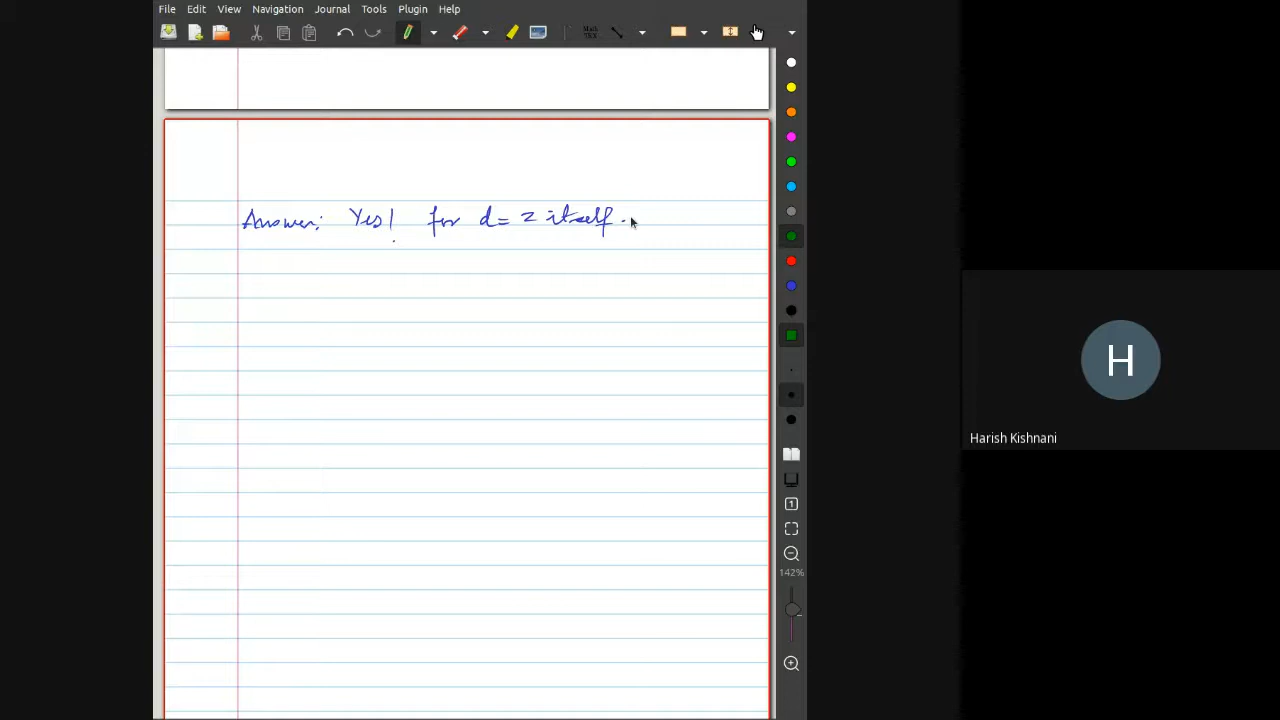 File Edit View Navigation Journal Tools Plugin Help
Answer: Yes! for d = 2 itself.
142%
H
Harish Kishnani